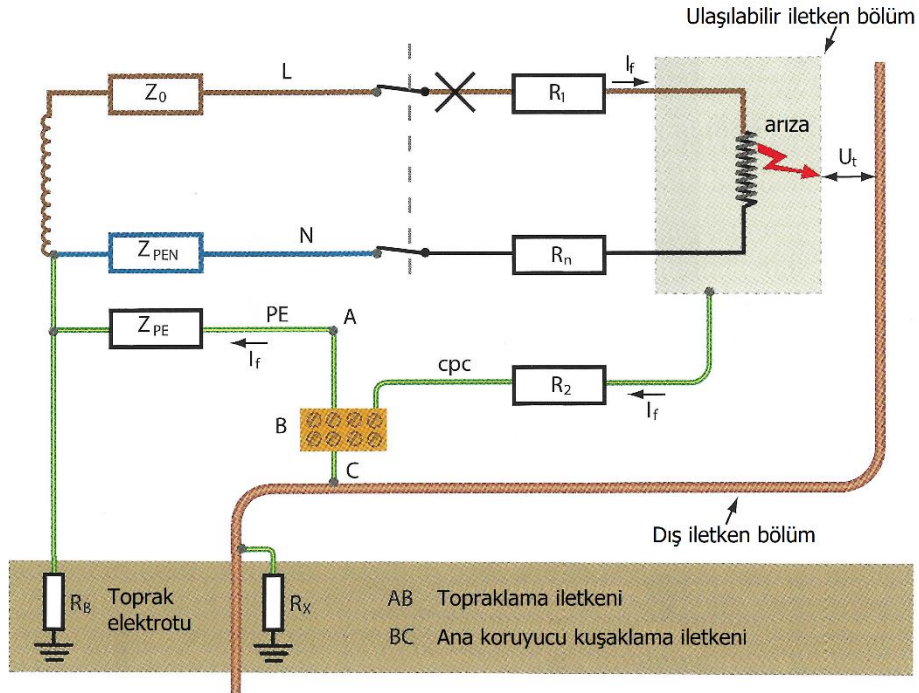 Ulaşılabilir iletken bölüm
L
Z0
R1
If
arıza
Ut
N
ZPEN
Rn
PE
A
ZPE
If
cpc
R2
If
B
C
Dış iletken bölüm
RB
Toprak
elektrotu
RX
AB Topraklama iletkeni
BC Ana koruyucu kuşaklama iletkeni